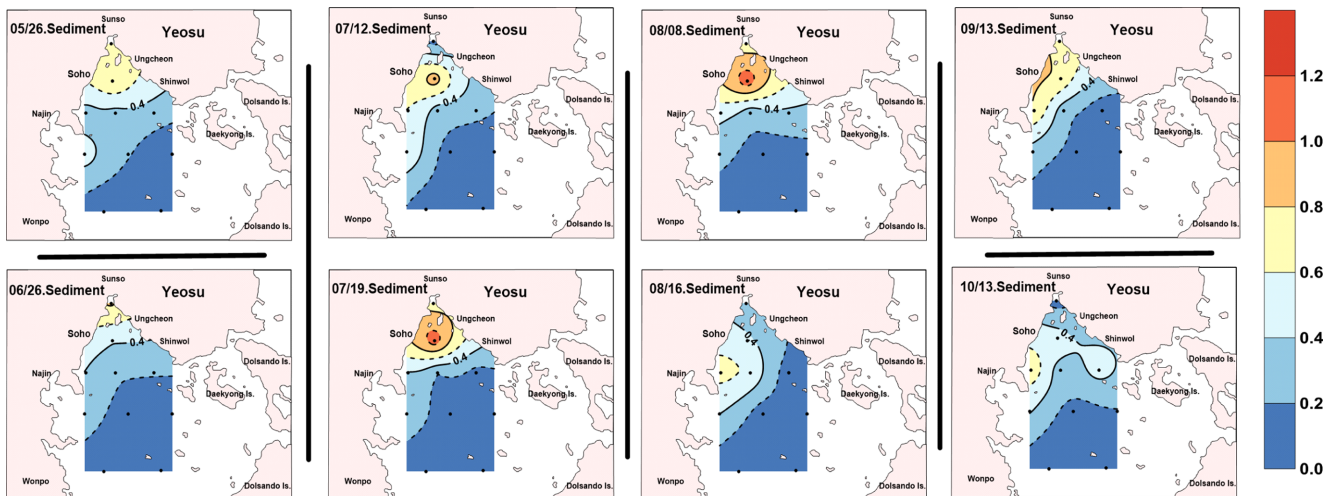 Sunso
05/26.Sediment
Yeosu
Ungcheon
Soho
Shinwol
0.4
Dolsando Is.
Najin
Daekyong Is.
Wonpo
Dolsando Is.
Sunso
07/12.Sediment
Yeosu
Ungcheon
Soho
Shinwol
0.4
Dolsando Is.
Najin
Daekyong Is.
Wonpo
Dolsando Is.
Sunso
08/08.Sediment
Yeosu
Ungcheon
Soho
Shinwol
0.4
Dolsando Is.
Najin
Daekyong Is.
Wonpo
Dolsando Is.
Sunso
09/13.Sediment
Yeosu
Ungcheon
Soho
Shinwol
0.4
Dolsando Is.
Najin
Daekyong Is.
Wonpo
Dolsando Is.
Sunso
06/26.Sediment
Yeosu
Ungcheon
Soho
Shinwol
0.4
Dolsando Is.
Najin
Daekyong Is.
Wonpo
Dolsando Is.
Sunso
07/19.Sediment
Yeosu
Ungcheon
Soho
Shinwol
0.4
Dolsando Is.
Najin
Daekyong Is.
Wonpo
Dolsando Is.
Sunso
08/16.Sediment
Yeosu
Ungcheon
Soho
0.4
Shinwol
Dolsando Is.
Najin
Daekyong Is.
Wonpo
Dolsando Is.
Sunso
10/13.Sediment
Yeosu
Ungcheon
Soho
0.4
Shinwol
Dolsando Is.
Najin
Daekyong Is.
Wonpo
Dolsando Is.
1.2
1.0
0.8
0.6
0.4
0.2
0.0